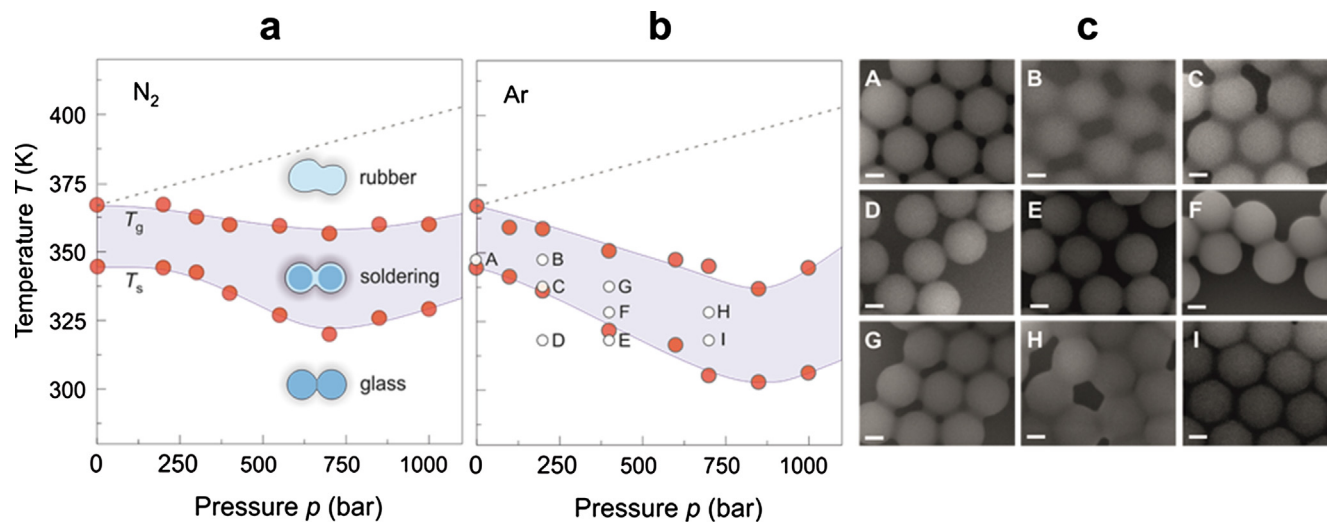 a
b
c
N₂
Ar
Temperature T (K)
400
375
350
325
300
rubber
Tg
soldering
Ts
glass
A
B
C
G
F
H
D
E
I
0
250
500
750
1000
Pressure p (bar)
0
250
500
750
1000
Pressure p (bar)
A
B
C
D
E
F
G
H
I